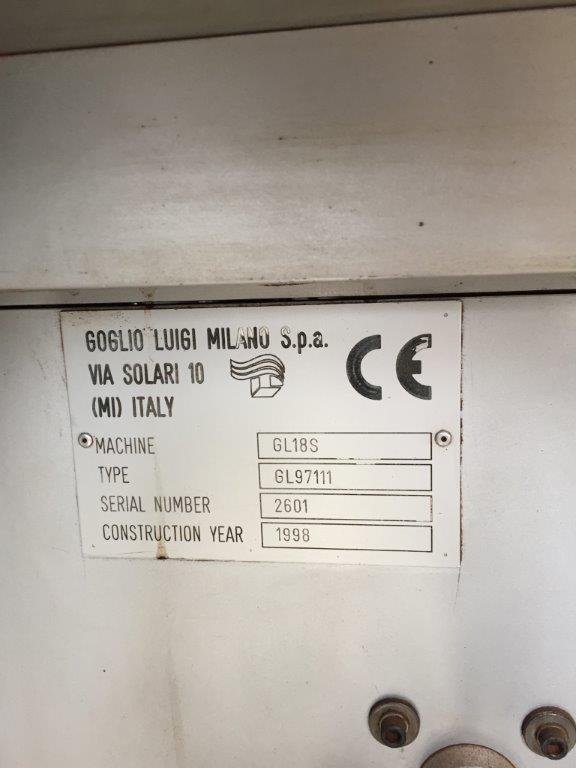 GOGLIO LUIGI MILANO S.p.a.
VIA SOLARI 10
(MI) ITALY
CE
MACHINE GL18S
TYPE GL97111
SERIAL NUMBER 2601
CONSTRUCTION YEAR 1998